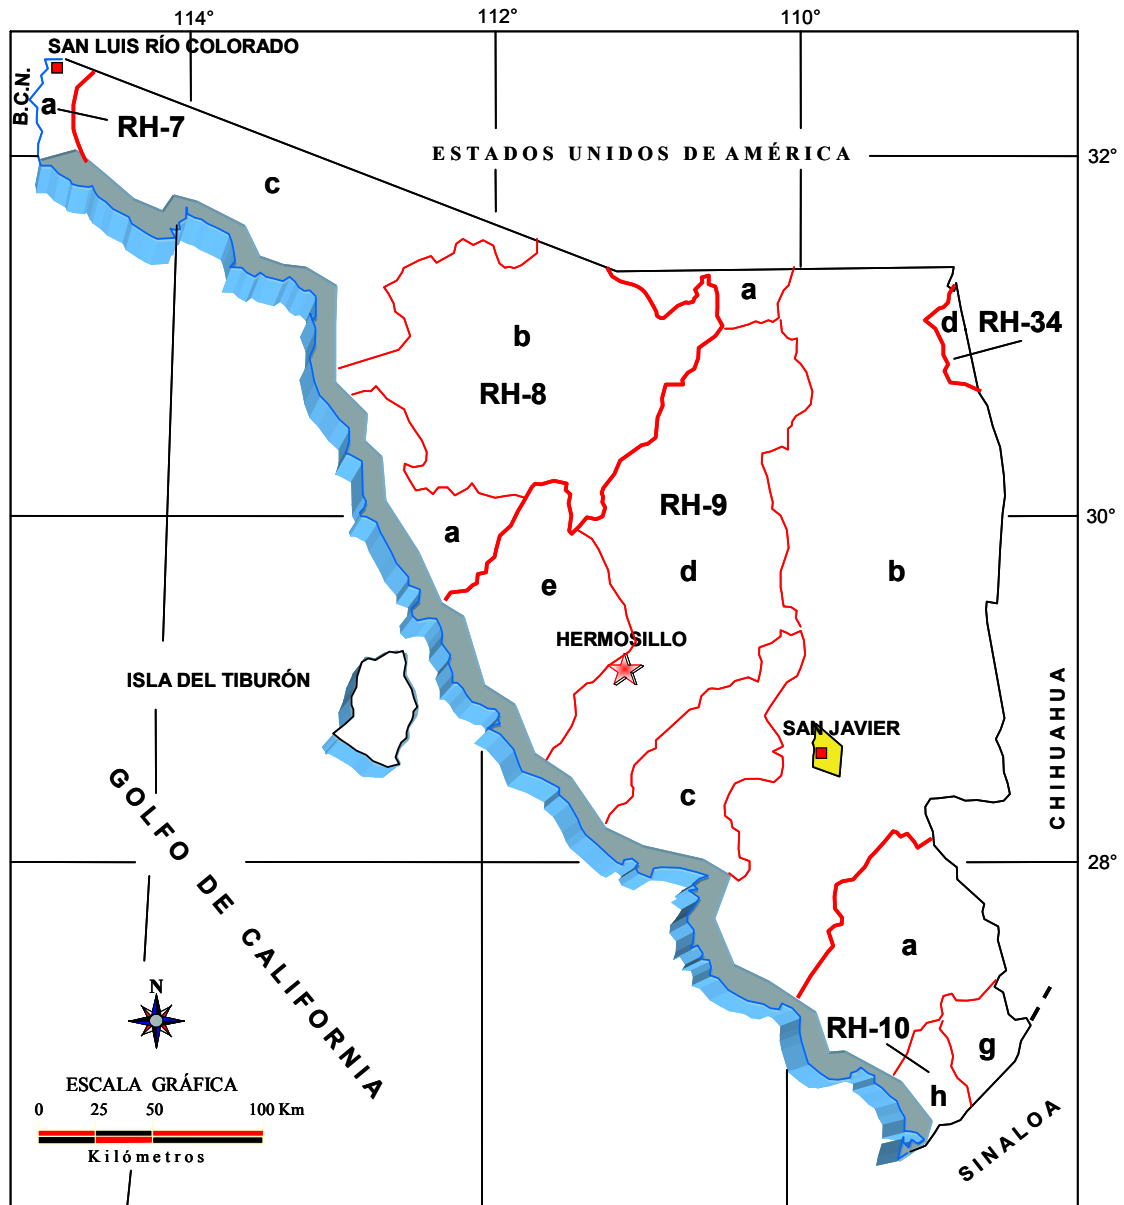 114°
112°
110°
SAN LUIS RÍO COLORADO
B.C.N.
a
RH-7
ESTADOS UNIDOS DE AMÉRICA
32°
c
a
b
d
RH-34
RH-8
RH-9
30°
a
e
d
b
HERMOSILLO
ISLA DEL TIBURÓN
SAN JAVIER
CHIHUAHUA
c
GOLFO DE CALIFORNIA
28°
a
N
RH-10
g
h
ESCALA GRÁFICA
0 25 50 100 Km
Kilómetros
SINALOA